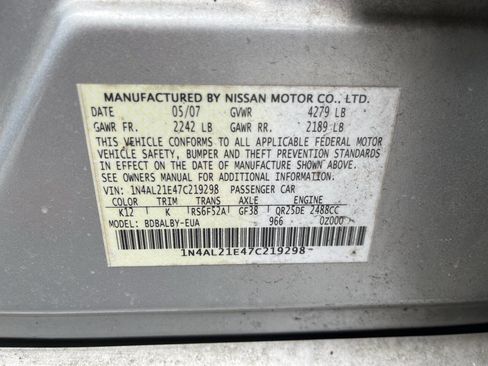 MANUFACTURED BY NISSAN MOTOR CO., LTD.
DATE 05/07 GVWR 4279 LB
GAWR FR. 2242 LB GAWR RR. 2189 LB
THIS VEHICLE CONFORMS TO ALL APPLICABLE FEDERAL MOTOR
VEHICLE SAFETY, BUMPER AND THEFT PREVENTION STANDARDS
IN EFFECT ON THE DATE OF MANUFACTURE SHOWN ABOVE.
SEE OWNERS MANUAL FOR ADDITIONAL INFORMATION.
VIN:1N4AL21E47C219298 PASSENGER CAR
COLOR TRIM TRANS AXLE ENGINE
K12 K RS6F52A GF38 QR25DE 2488CC
MODEL: BDBALBY-EUA 966 0Z000
1N4AL21E47C219298